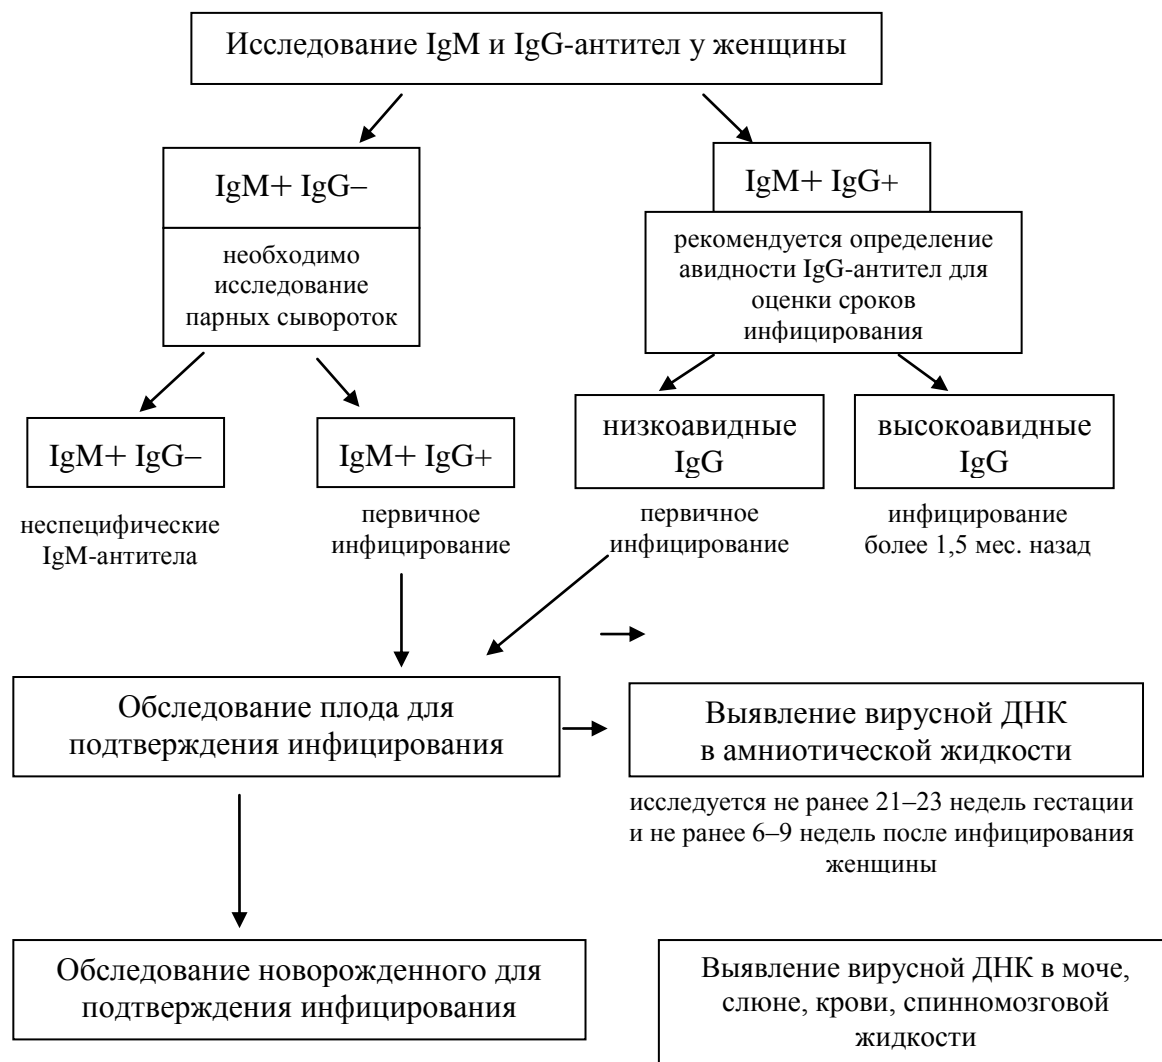 Исследование IgM и IgG-антител у женщины
IgM+ IgG–
необходимо
исследование
парных сывороток
IgM+ IgG+
рекомендуется определение
авидности IgG-антител для
оценки сроков
инфицирования
IgM+ IgG–
неспецифические
IgM-антитела
IgM+ IgG+
первичное
инфицирование
низкоавидные
IgG
первичное
инфицирование
высокоавидные
IgG
инфицирование
более 1,5 мес. назад
Обследование плода для
подтверждения инфицирования
Выявление вирусной ДНК
в амниотической жидкости
исследуется не ранее 21–23 недель гестации
и не ранее 6–9 недель после инфицирования
женщины
Обследование новорожденного для
подтверждения инфицирования
Выявление вирусной ДНК в моче,
слюне, крови, спинномозговой
жидкости